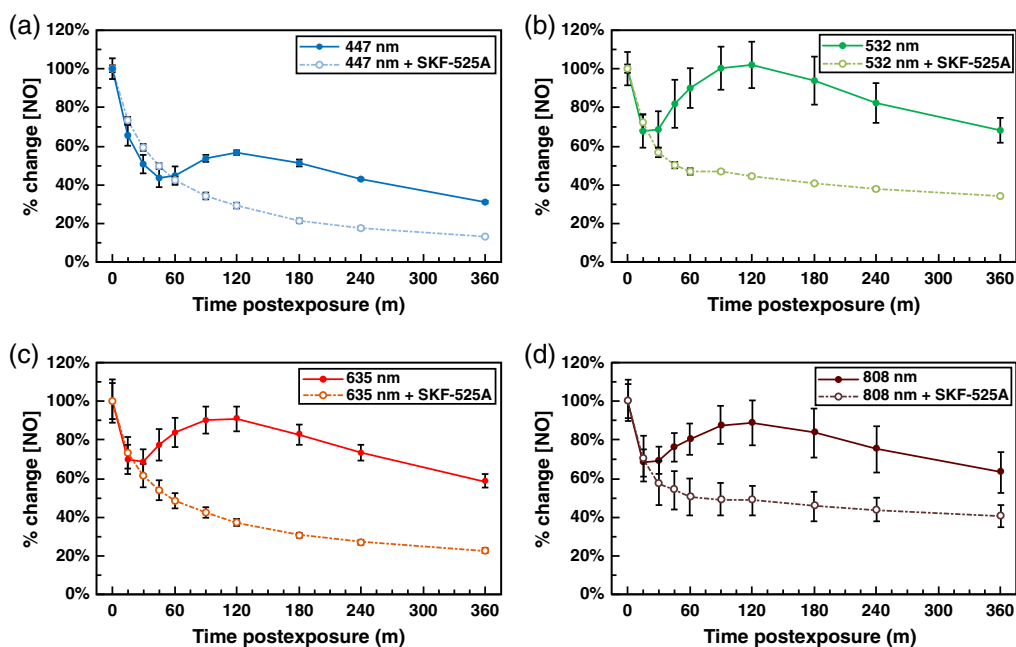 (a)
120%
100%
80%
60%
40%
20%
0%
% change [NO]
447 nm
447 nm + SKF-525A
0 60 120 180 240 300 360
Time postexposure (m)
(b)
120%
100%
80%
60%
40%
20%
0%
% change [NO]
532 nm
532 nm + SKF-525A
0 60 120 180 240 300 360
Time postexposure (m)
(c)
120%
100%
80%
60%
40%
20%
0%
% change [NO]
635 nm
635 nm + SKF-525A
0 60 120 180 240 300 360
Time postexposure (m)
(d)
120%
100%
80%
60%
40%
20%
0%
% change [NO]
808 nm
808 nm + SKF-525A
0 60 120 180 240 300 360
Time postexposure (m)